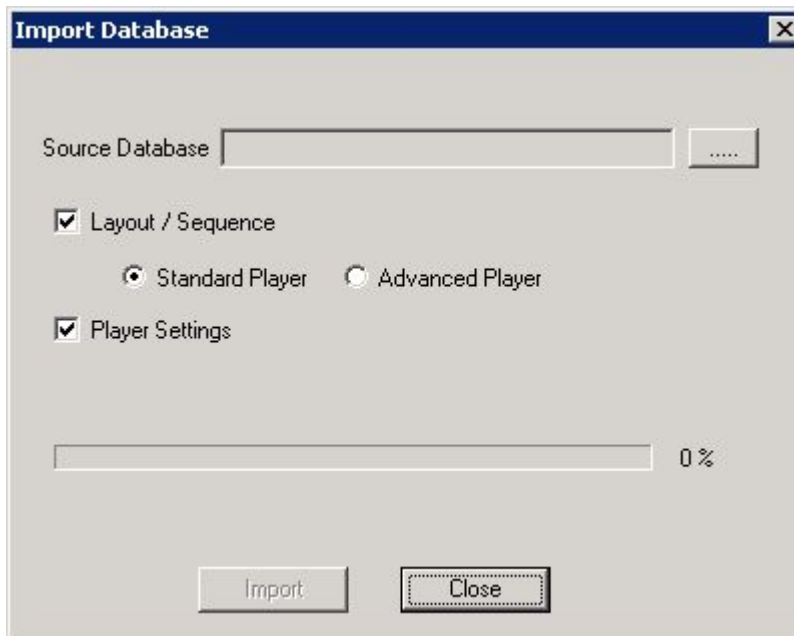 Import Database
Source Database .....
Layout / Sequence
Standard Player Advanced Player
Player Settings
0 %
Import Close